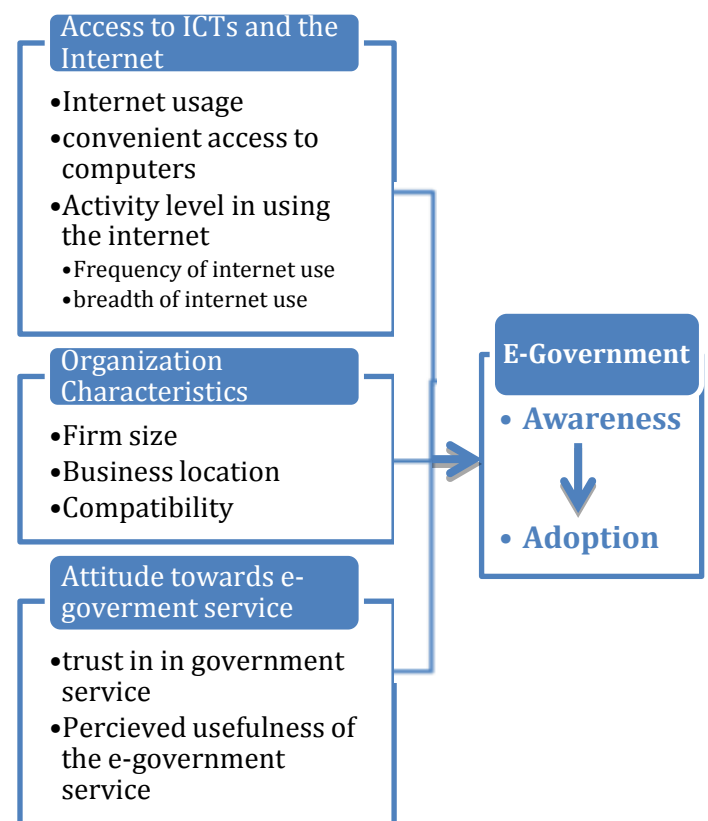 Access to ICTs and the
Internet
•Internet usage
•convenient access to
computers
•Activity level in using
the internet
•Frequency of internet use
•breadth of internet use
Organization
Characteristics
•Firm size
•Business location
•Compatibility
Attitude towards e-
goverment service
•trust in in government
service
•Percieved usefulness of
the e-government
service
E-Government
• Awareness
• Adoption